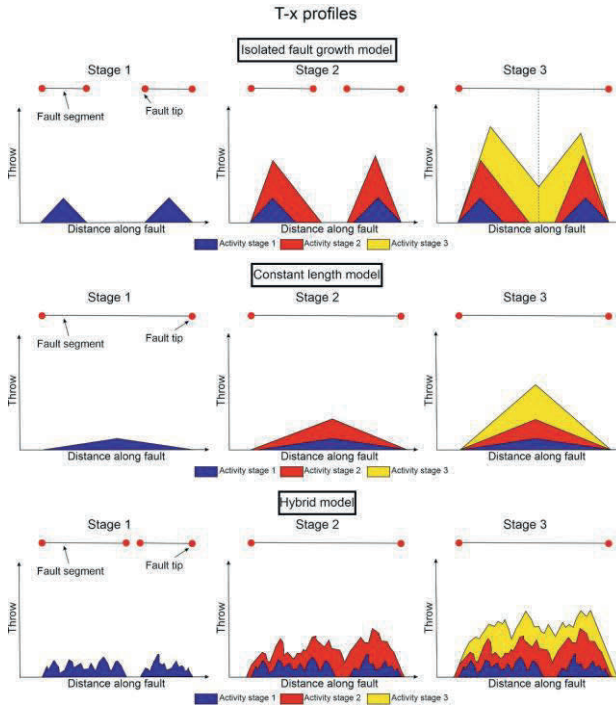 T-x profiles
Isolated fault growth model
Stage 1 Stage 2 Stage 3
Fault segment Fault tip
Throw Throw Throw
Distance along fault Distance along fault Distance along fault
Activity stage 1 Activity stage 2 Activity stage 3
Constant length model
Stage 1 Stage 2 Stage 3
Fault segment Fault tip
Throw Throw Throw
Distance along fault Distance along fault Distance along fault
Activity stage 1 Activity stage 2 Activity stage 3
Hybrid model
Stage 1 Stage 2 Stage 3
Fault segment Fault tip
Throw Throw Throw
Distance along fault Distance along fault Distance along fault
Activity stage 1 Activity stage 2 Activity stage 3